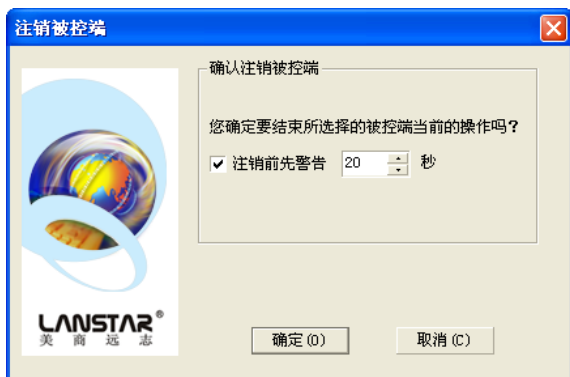 注销被控端
确认注销被控端
您确定要结束所选择的被控端当前的操作吗？
注销前先警告 20 秒
LANSTAR®
美商远志
确定(O) 取消(C)